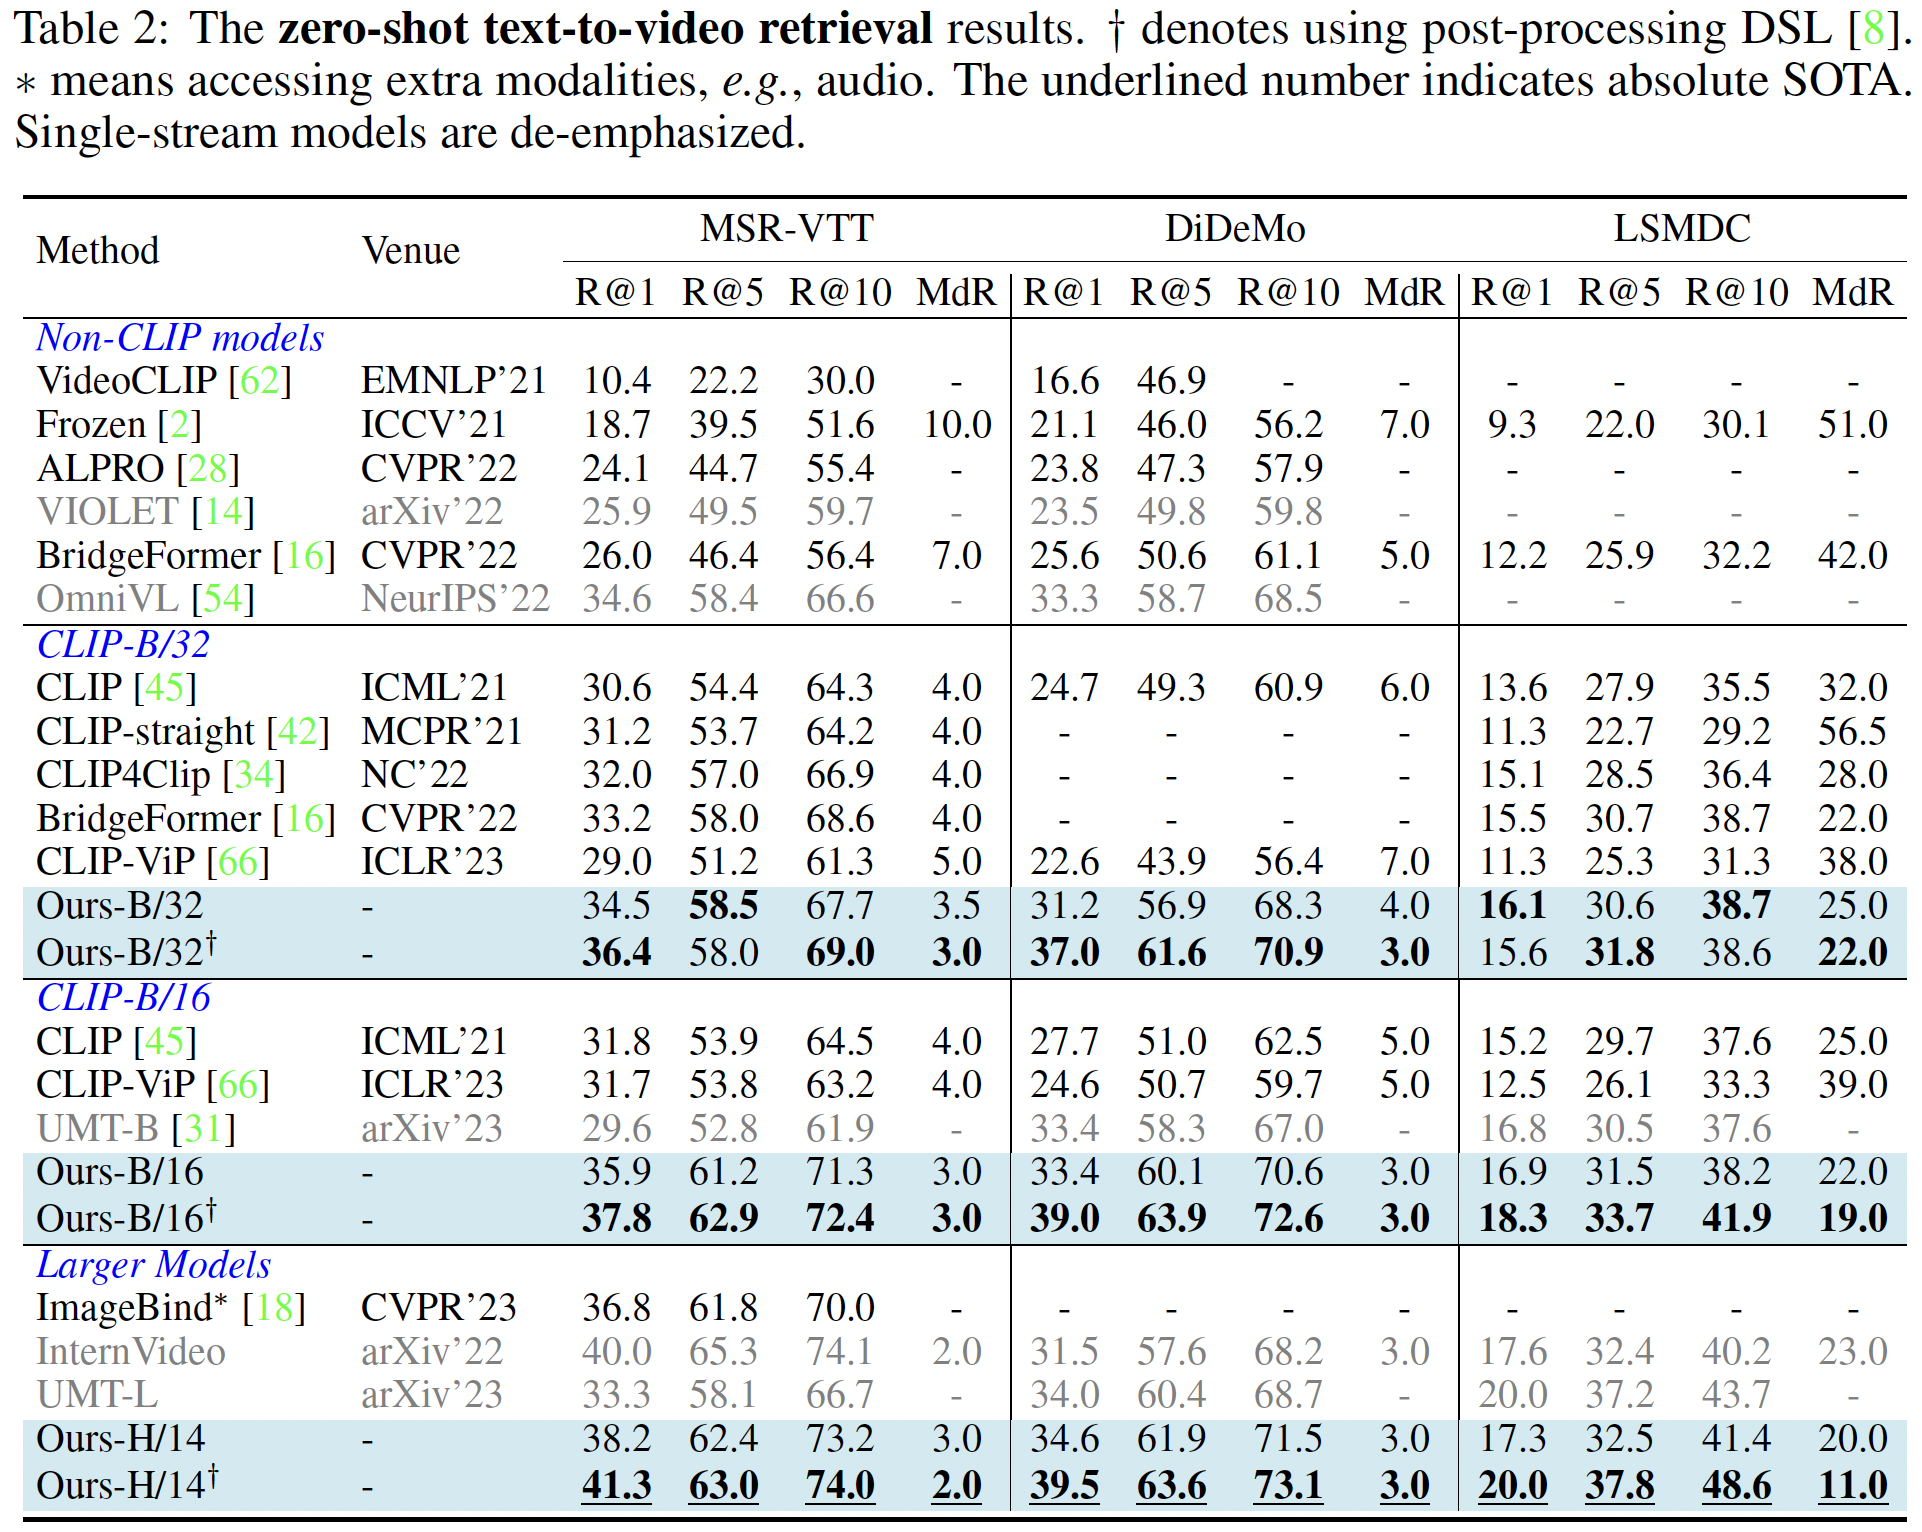 Table 2: The zero-shot text-to-video retrieval results. † denotes using post-processing DSL [8].
∗ means accessing extra modalities, e.g., audio. The underlined number indicates absolute SOTA.
Single-stream models are de-emphasized.
Method Venue MSR-VTT DiDeMo LSMDC
R@1 R@5 R@10 MdR R@1 R@5 R@10 MdR R@1 R@5 R@10 MdR
Non-CLIP models
VideoCLIP [62] EMNLP’21 10.4 22.2 30.0 - 16.6 46.9 - - - - - -
Frozen [2] ICCV’21 18.7 39.5 51.6 10.0 21.1 46.0 56.2 7.0 9.3 22.0 30.1 51.0
ALPRO [28] CVPR’22 24.1 44.7 55.4 - 23.8 47.3 57.9 - - - - -
VIOLET [14] arXiv’22 25.9 49.5 59.7 - 23.5 49.8 59.8 - - - - -
BridgeFormer [16] CVPR’22 26.0 46.4 56.4 7.0 25.6 50.6 61.1 5.0 12.2 25.9 32.2 42.0
OmniVL [54] NeurIPS’22 34.6 58.4 66.6 - 33.3 58.7 68.5 - - - - -
CLIP-B/32
CLIP [45] ICML’21 30.6 54.4 64.3 4.0 24.7 49.3 60.9 6.0 13.6 27.9 35.5 32.0
CLIP-straight [42] MCPR’21 31.2 53.7 64.2 4.0 - - - - 11.3 22.7 29.2 56.5
CLIP4Clip [34] NC’22 32.0 57.0 66.9 4.0 - - - - 15.1 28.5 36.4 28.0
BridgeFormer [16] CVPR’22 33.2 58.0 68.6 4.0 - - - - 15.5 30.7 38.7 22.0
CLIP-ViP [66] ICLR’23 29.0 51.2 61.3 5.0 22.6 43.9 56.4 7.0 11.3 25.3 31.3 38.0
Ours-B/32 - 34.5 58.5 67.7 3.5 31.2 56.9 68.3 4.0 16.1 30.6 38.7 25.0
Ours-B/32† - 36.4 58.0 69.0 3.0 37.0 61.6 70.9 3.0 15.6 31.8 38.6 22.0
CLIP-B/16
CLIP [45] ICML’21 31.8 53.9 64.5 4.0 27.7 51.0 62.5 5.0 15.2 29.7 37.6 25.0
CLIP-ViP [66] ICLR’23 31.7 53.8 63.2 4.0 24.6 50.7 59.7 5.0 12.5 26.1 33.3 39.0
UMT-B [31] arXiv’23 29.6 52.8 61.9 - 33.4 58.3 67.0 - 16.8 30.5 37.6 -
Ours-B/16 - 35.9 61.2 71.3 3.0 33.4 60.1 70.6 3.0 16.9 31.5 38.2 22.0
Ours-B/16† - 37.8 62.9 72.4 3.0 39.0 63.9 72.6 3.0 18.3 33.7 41.9 19.0
Larger Models
ImageBind∗ [18] CVPR’23 36.8 61.8 70.0 - - - - - - - - -
InternVideo arXiv’22 40.0 65.3 74.1 2.0 31.5 57.6 68.2 3.0 17.6 32.4 40.2 23.0
UMT-L arXiv’23 33.3 58.1 66.7 - 34.0 60.4 68.7 - 20.0 37.2 43.7 -
Ours-H/14 - 38.2 62.4 73.2 3.0 34.6 61.9 71.5 3.0 17.3 32.5 41.4 20.0
Ours-H/14† - 41.3 63.0 74.0 2.0 39.5 63.6 73.1 3.0 20.0 37.8 48.6 11.0